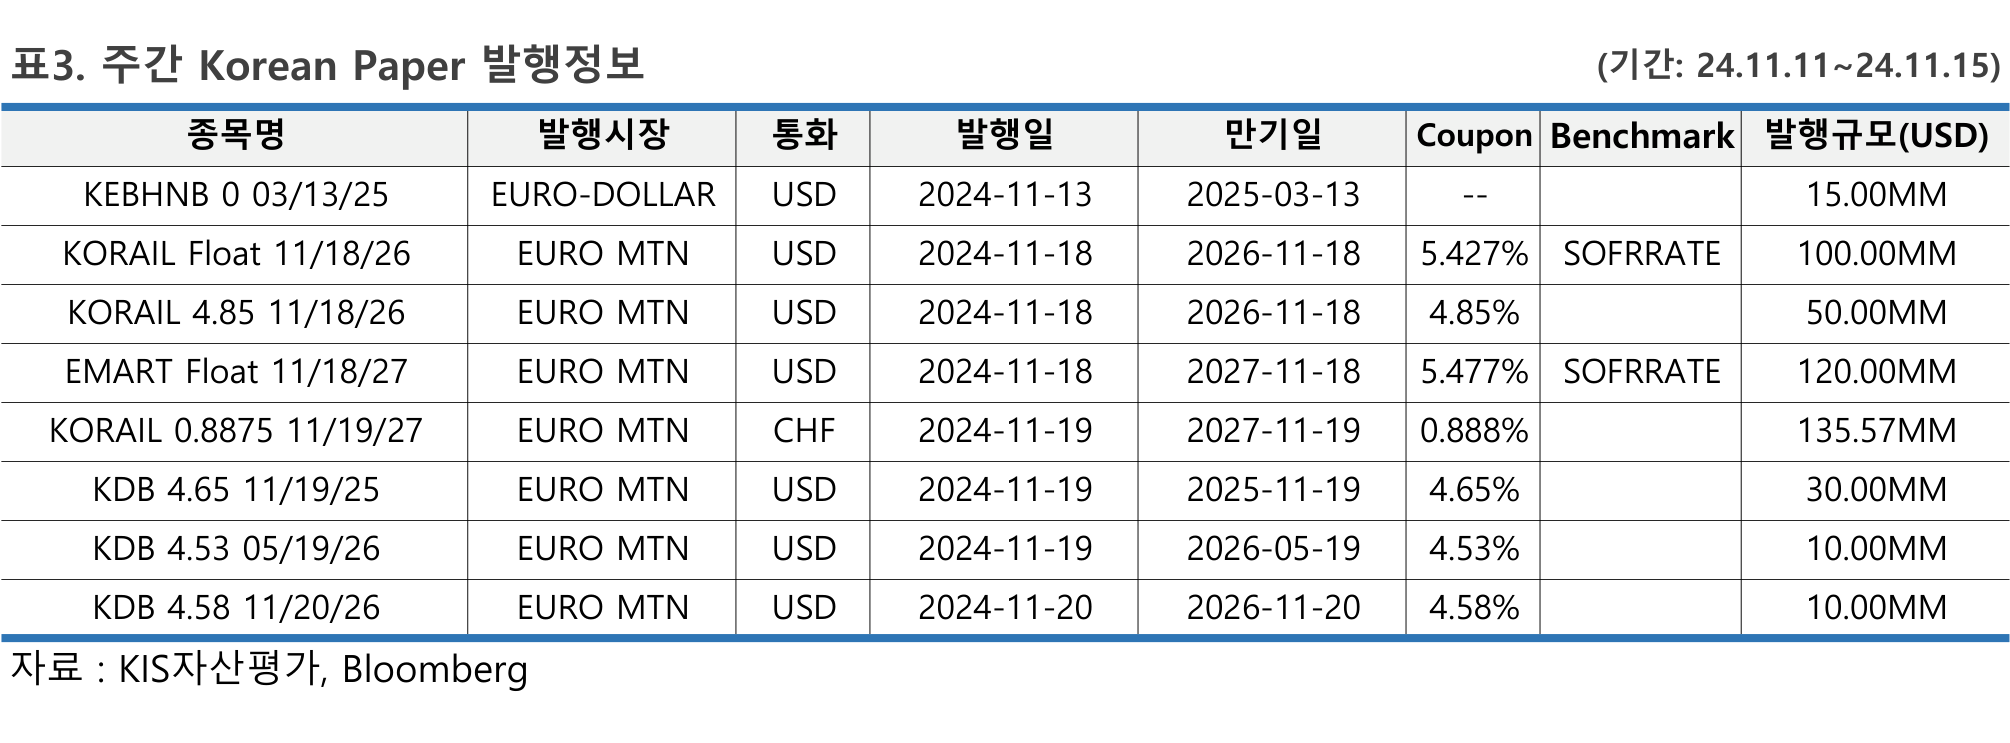 표3. 주간 Korean Paper 발행정보 (기간: 24.11.11~24.11.15)
종목명 발행시장 통화 발행일 만기일 Coupon Benchmark 발행규모(USD)
KEBHNB 0 03/13/25 EURO-DOLLAR USD 2024-11-13 2025-03-13 -- 15.00MM
KORAIL Float 11/18/26 EURO MTN USD 2024-11-18 2026-11-18 5.427% SOFRRATE 100.00MM
KORAIL 4.85 11/18/26 EURO MTN USD 2024-11-18 2026-11-18 4.85% 50.00MM
EMART Float 11/18/27 EURO MTN USD 2024-11-18 2027-11-18 5.477% SOFRRATE 120.00MM
KORAIL 0.8875 11/19/27 EURO MTN CHF 2024-11-19 2027-11-19 0.888% 135.57MM
KDB 4.65 11/19/25 EURO MTN USD 2024-11-19 2025-11-19 4.65% 30.00MM
KDB 4.53 05/19/26 EURO MTN USD 2024-11-19 2026-05-19 4.53% 10.00MM
KDB 4.58 11/20/26 EURO MTN USD 2024-11-20 2026-11-20 4.58% 10.00MM
자료 : KIS자산평가, Bloomberg